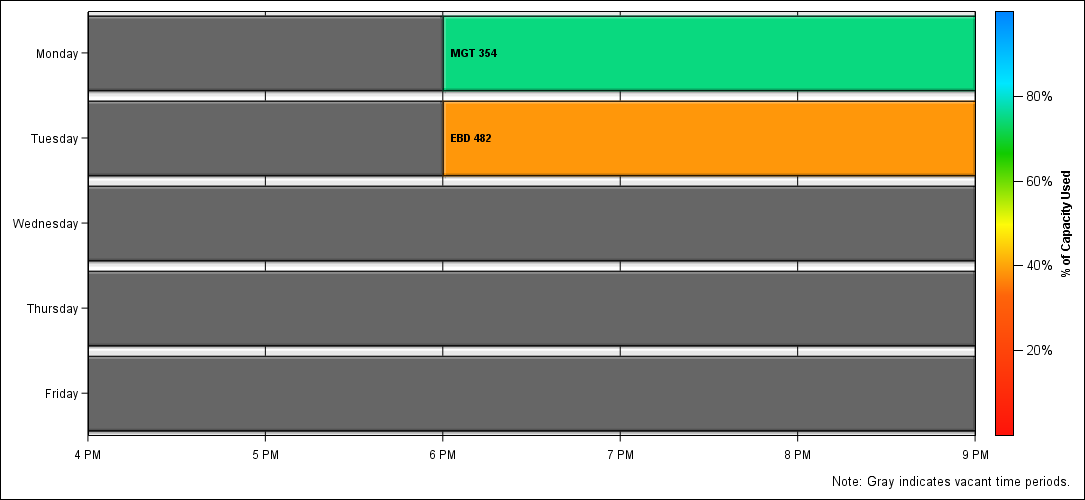 Monday
MGT 354
Tuesday
EBD 482
Wednesday
Thursday
Friday
4 PM 5 PM 6 PM 7 PM 8 PM 9 PM
80%
60%
40%
20%
% of Capacity Used
Note: Gray indicates vacant time periods.